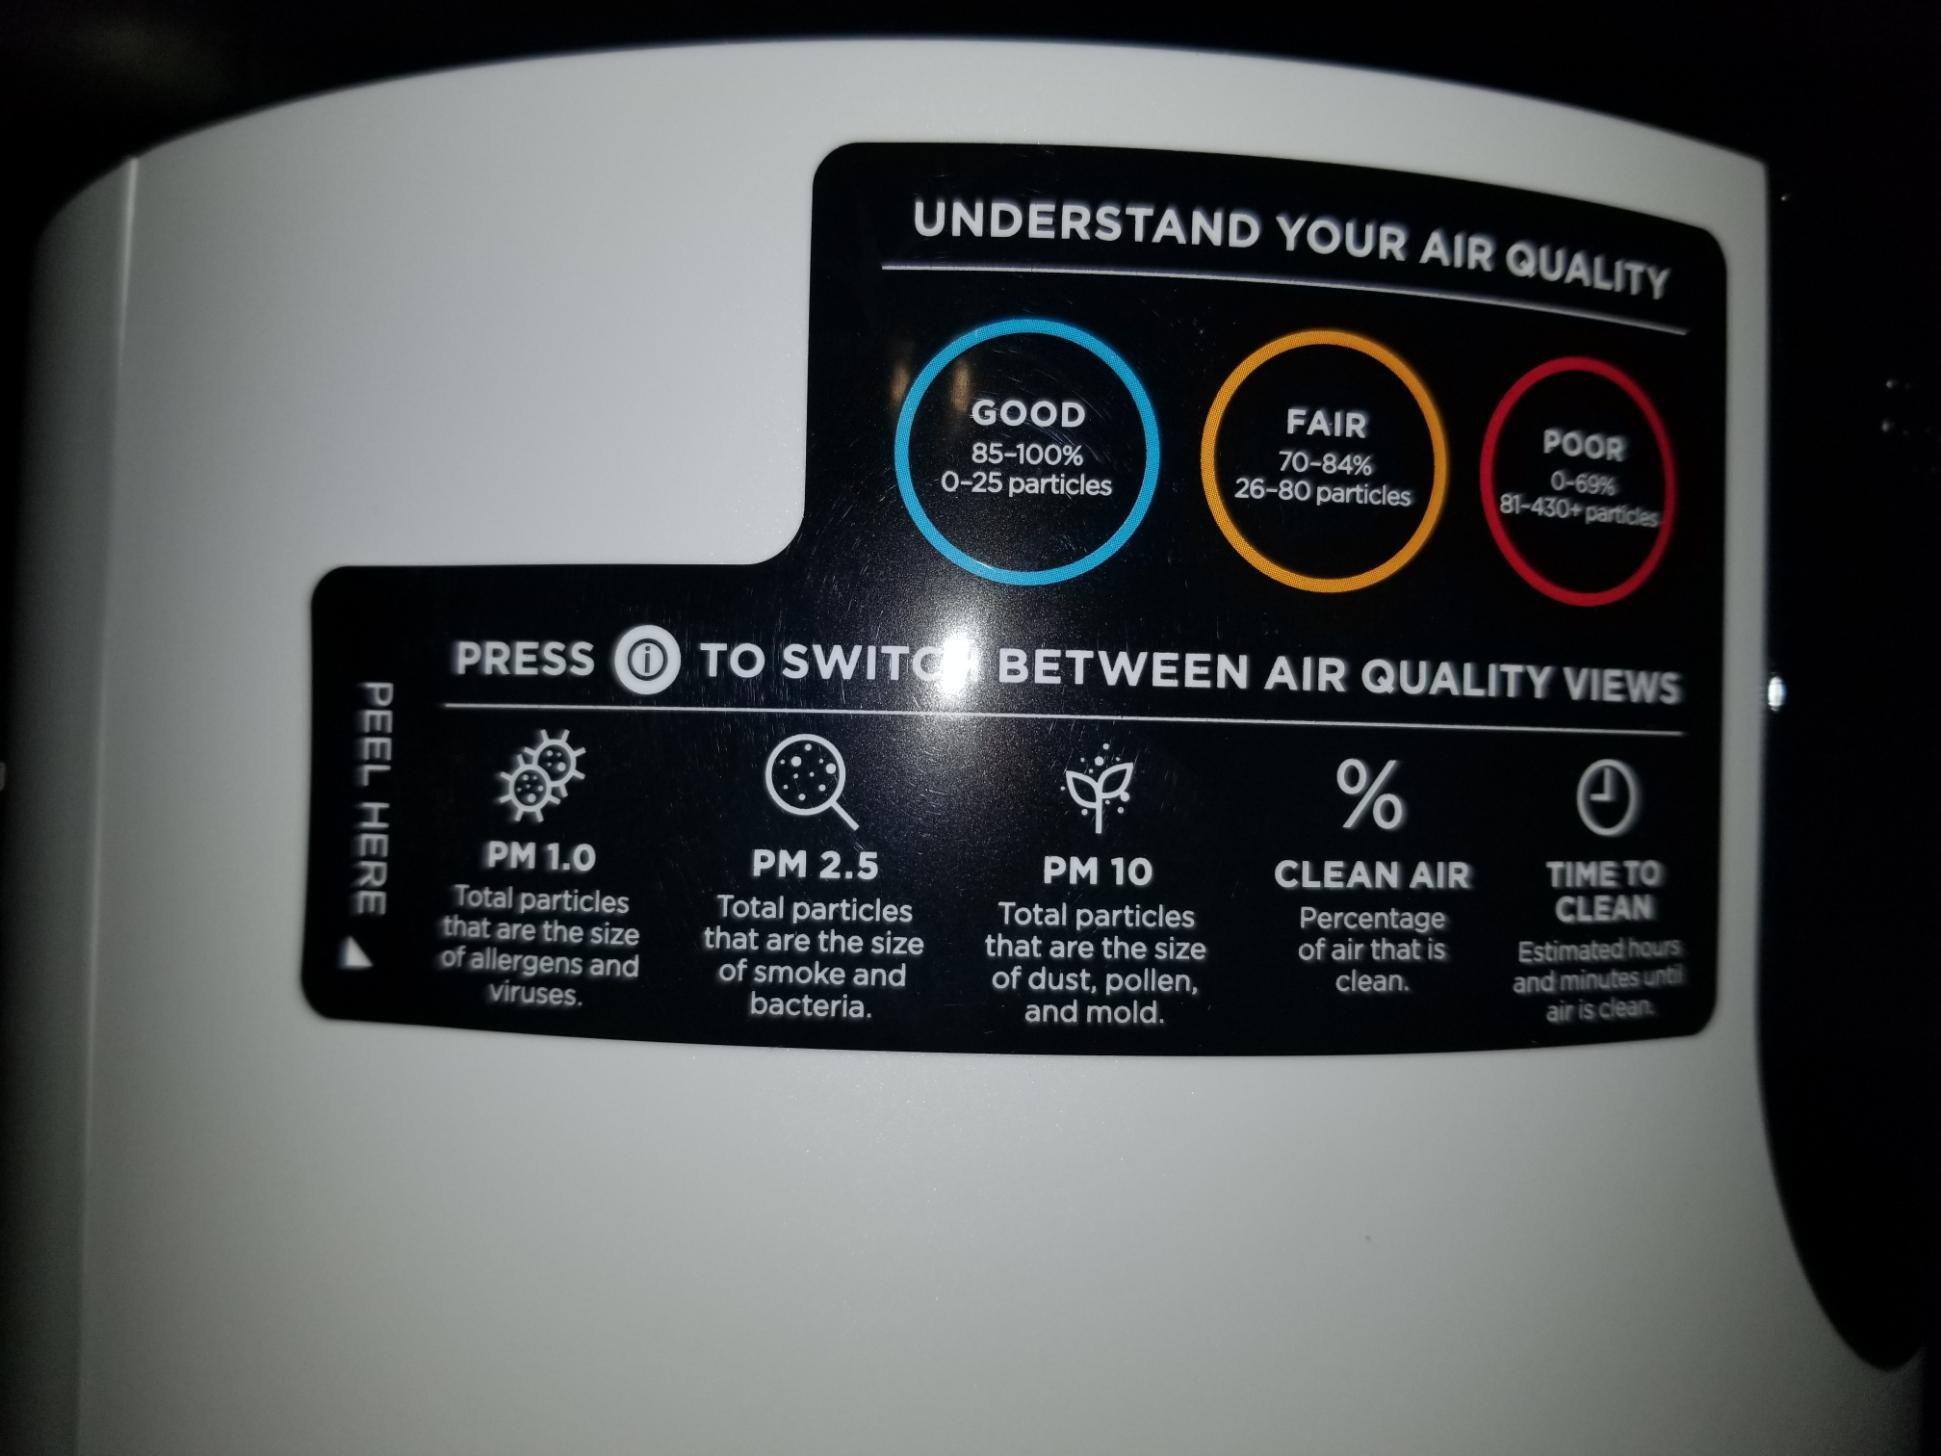 UNDERSTAND YOUR AIR QUALITY
GOOD
85-100%
0-25 particles
FAIR
70-84%
26-80 particles
POOR
0-69%
81-430+ particles
PRESS i TO SWITCH BETWEEN AIR QUALITY VIEWS
PEEL HERE
PM 1.0
Total particles
that are the size
of allergens and
viruses.
PM 2.5
Total particles
that are the size
of smoke and
bacteria.
PM 10
Total particles
that are the size
of dust, pollen,
and mold.
%
CLEAN AIR
Percentage
of air that is
clean.
TIME TO
CLEAN
Estimated hours
and minutes until
air is clean.